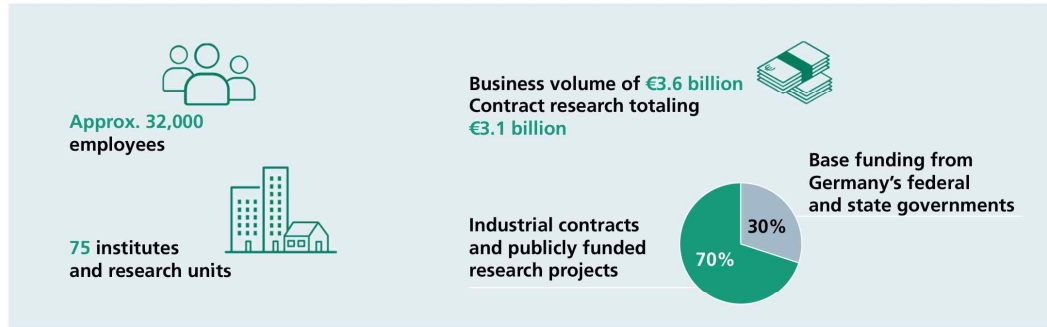 Approx. 32,000
employees
75 institutes
and research units
Business volume of €3.6 billion
Contract research totaling
€3.1 billion
Industrial contracts
and publicly funded
research projects
70%
30%
Base funding from
Germany’s federal
and state governments